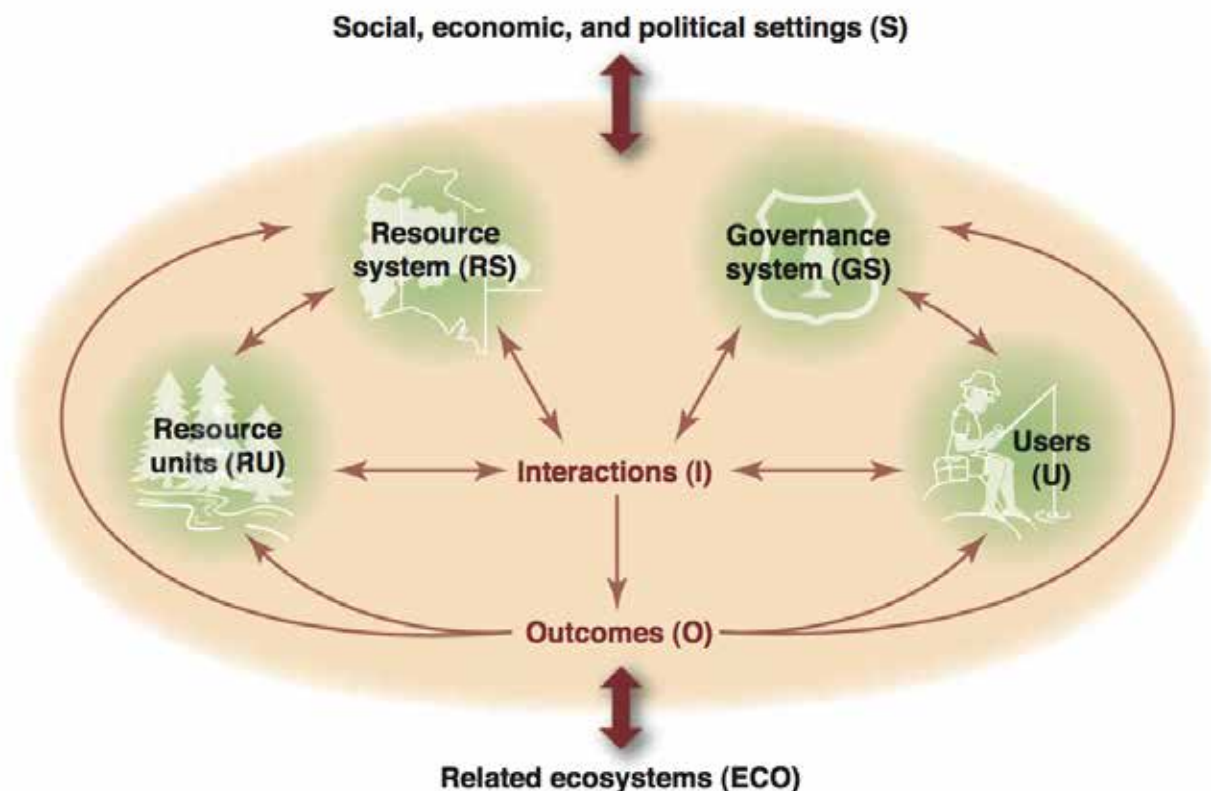 Social, economic, and political settings (S)
Resource
system (RS)
Governance
system (GS)
Resource
units (RU)
Interactions (I)
Users
(U)
Outcomes (O)
Related ecosystems (ECO)